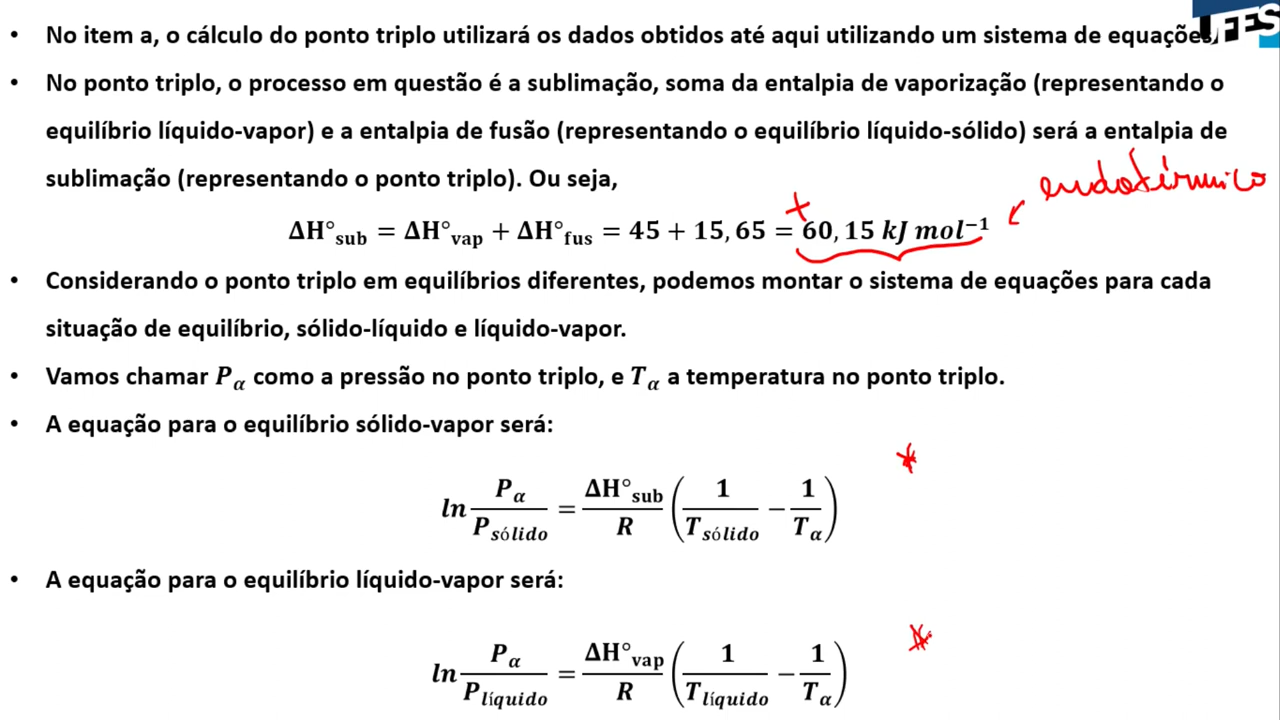 UFES
• No item a, o cálculo do ponto triplo utilizará os dados obtidos até aqui utilizando um sistema de equações.
• No ponto triplo, o processo em questão é a sublimação, soma da entalpia de vaporização (representando o
equilíbrio líquido-vapor) e a entalpia de fusão (representando o equilíbrio líquido-sólido) será a entalpia de
sublimação (representando o ponto triplo). Ou seja,
endotérmico
+
ΔH°sub = ΔH°vap + ΔH°fus = 45 + 15,65 = 60,15 kJ mol⁻¹
• Considerando o ponto triplo em equilíbrios diferentes, podemos montar o sistema de equações para cada
situação de equilíbrio, sólido-líquido e líquido-vapor.
• Vamos chamar Pα como a pressão no ponto triplo, e Tα a temperatura no ponto triplo.
• A equação para o equilíbrio sólido-vapor será:
ln Pα/Psólido = ΔH°sub/R (1/Tsólido − 1/Tα)
• A equação para o equilíbrio líquido-vapor será:
ln Pα/Plíquido = ΔH°vap/R (1/Tlíquido − 1/Tα)